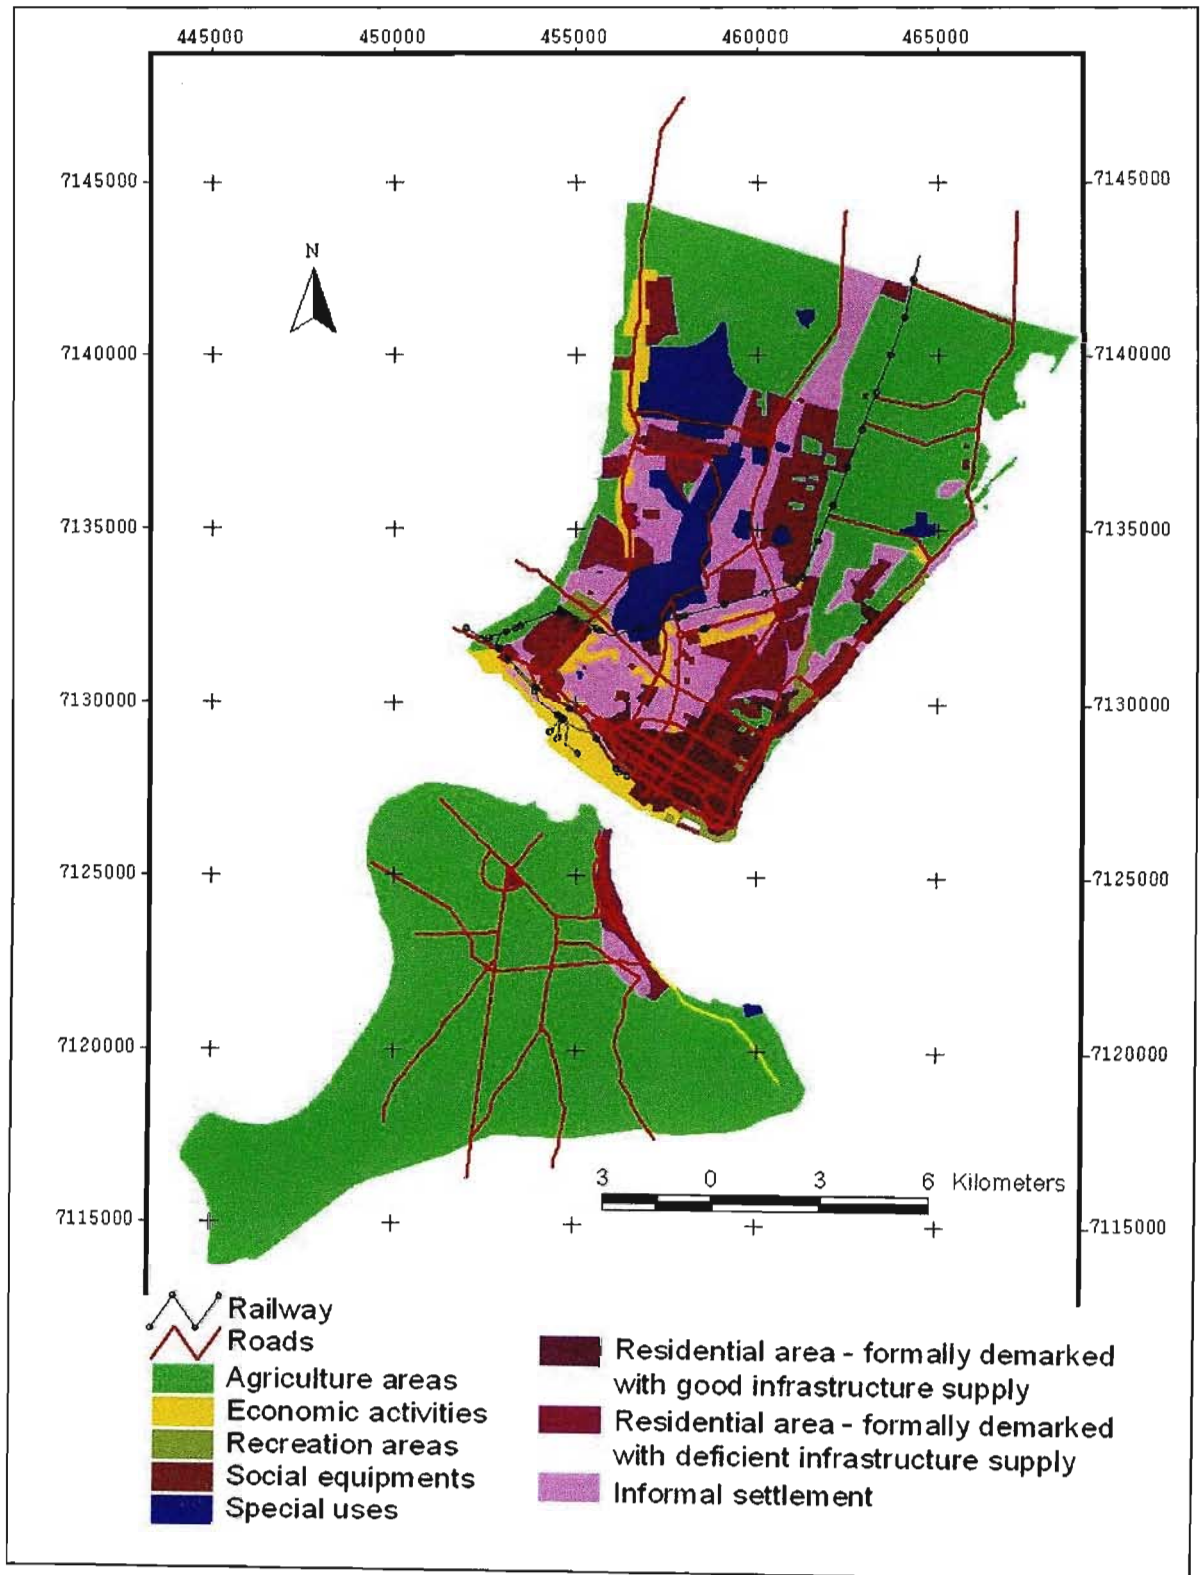 445000 450000 455000 460000 465000
7145000 7145000
N
7140000 7140000
7135000 7135000
7130000 7130000
7125000 7125000
7120000 7120000
3 0 3 6 Kilometers
7115000 7115000
Railway
Roads
Agriculture areas
Economic activities
Recreation areas
Social equipments
Special uses
Residential area - formally demarked
with good infrastructure supply
Residential area - formally demarked
with deficient infrastructure supply
Informal settlement